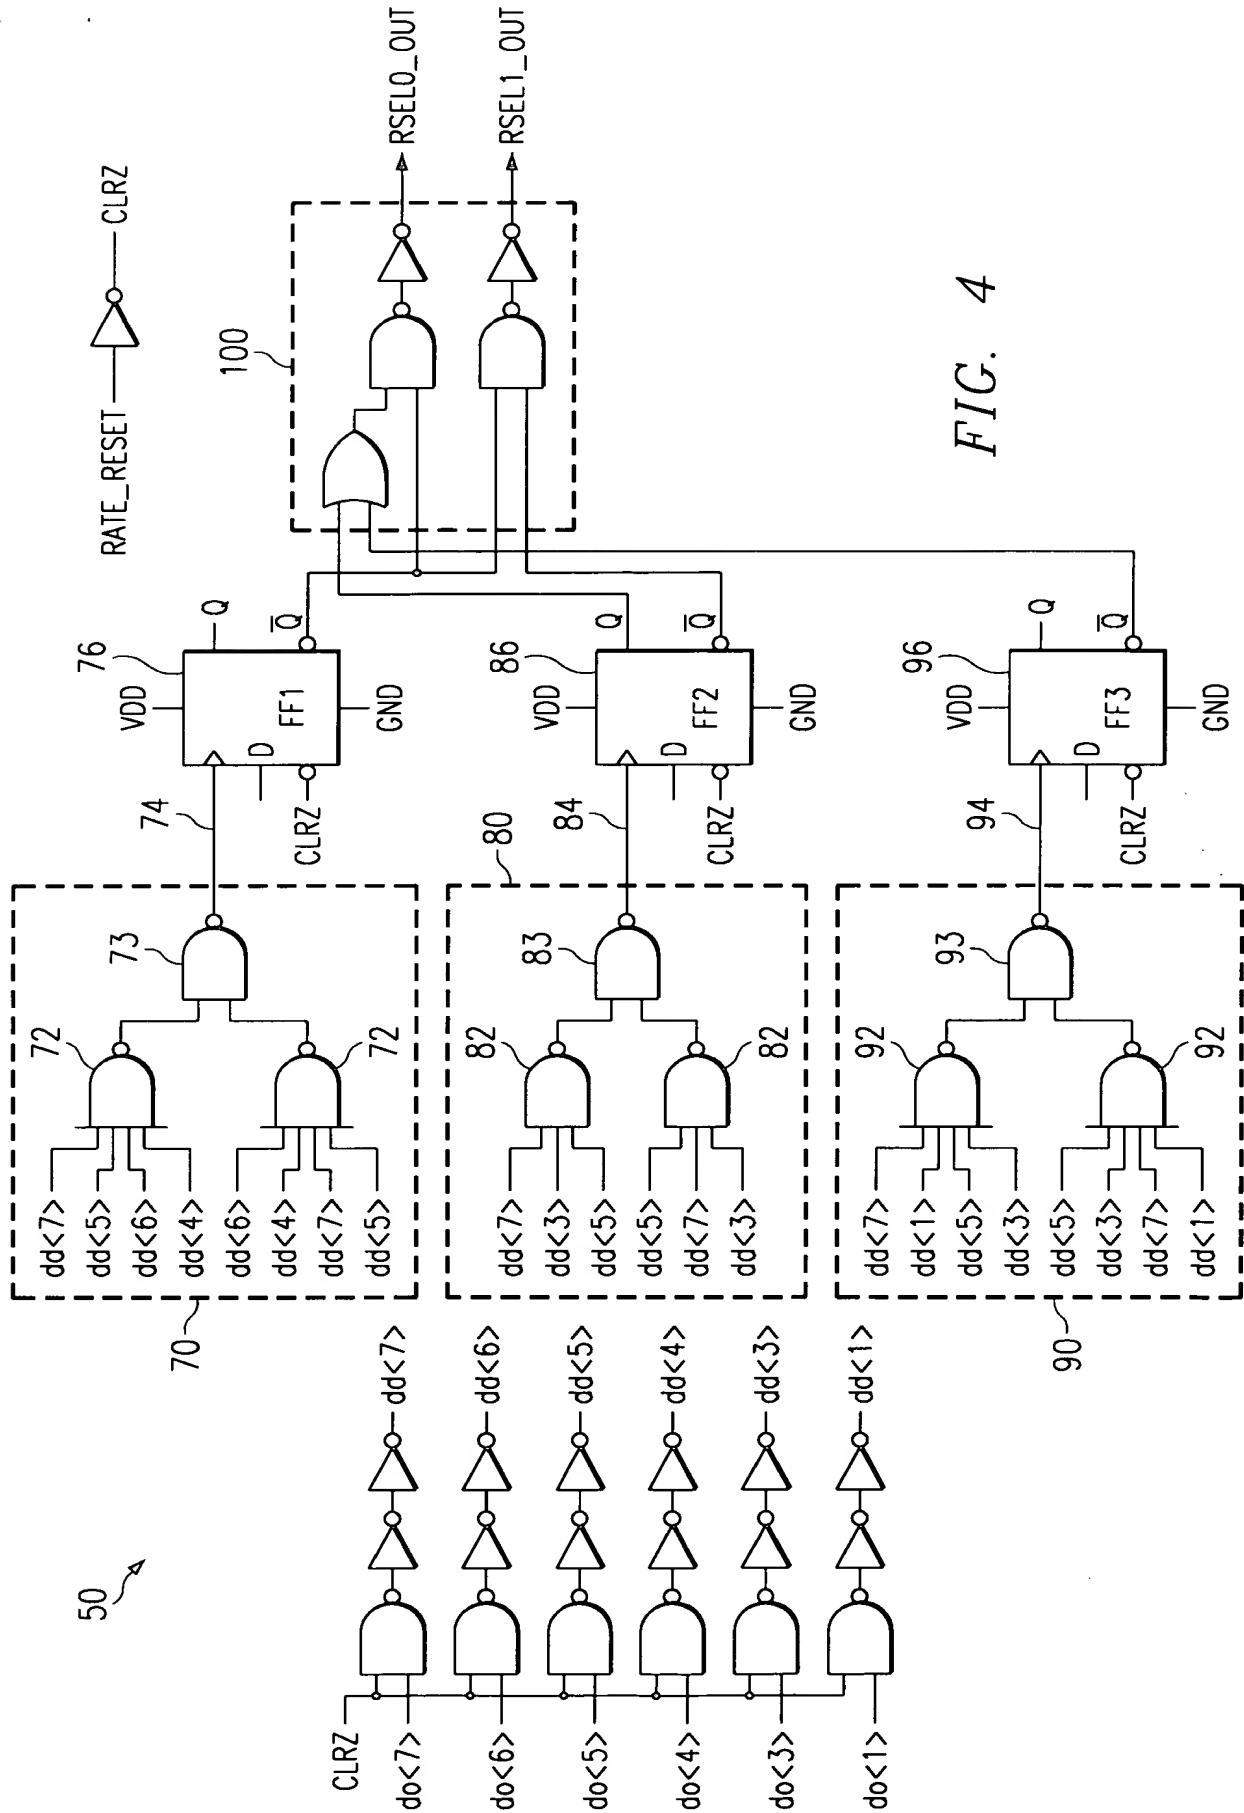 RATE_RESET
CLRZ
RSEL0_OUT
RSEL1_OUT
100
FIG. 4
76
VDD
Q
Q
D
FF1
CLRZ
GND
74
86
VDD
Q
Q
D
FF2
CLRZ
GND
84
96
VDD
Q
Q
D
FF3
CLRZ
GND
94
70
72
72
73
dd<7>
dd<5>
dd<6>
dd<4>
dd<6>
dd<4>
dd<7>
dd<5>
80
82
82
83
dd<7>
dd<3>
dd<5>
dd<5>
dd<7>
dd<3>
90
92
92
93
dd<7>
dd<1>
dd<5>
dd<3>
dd<5>
dd<3>
dd<7>
dd<1>
50
CLRZ
do<7>
dd<7>
do<6>
dd<6>
do<5>
dd<5>
do<4>
dd<4>
do<3>
dd<3>
do<1>
dd<1>